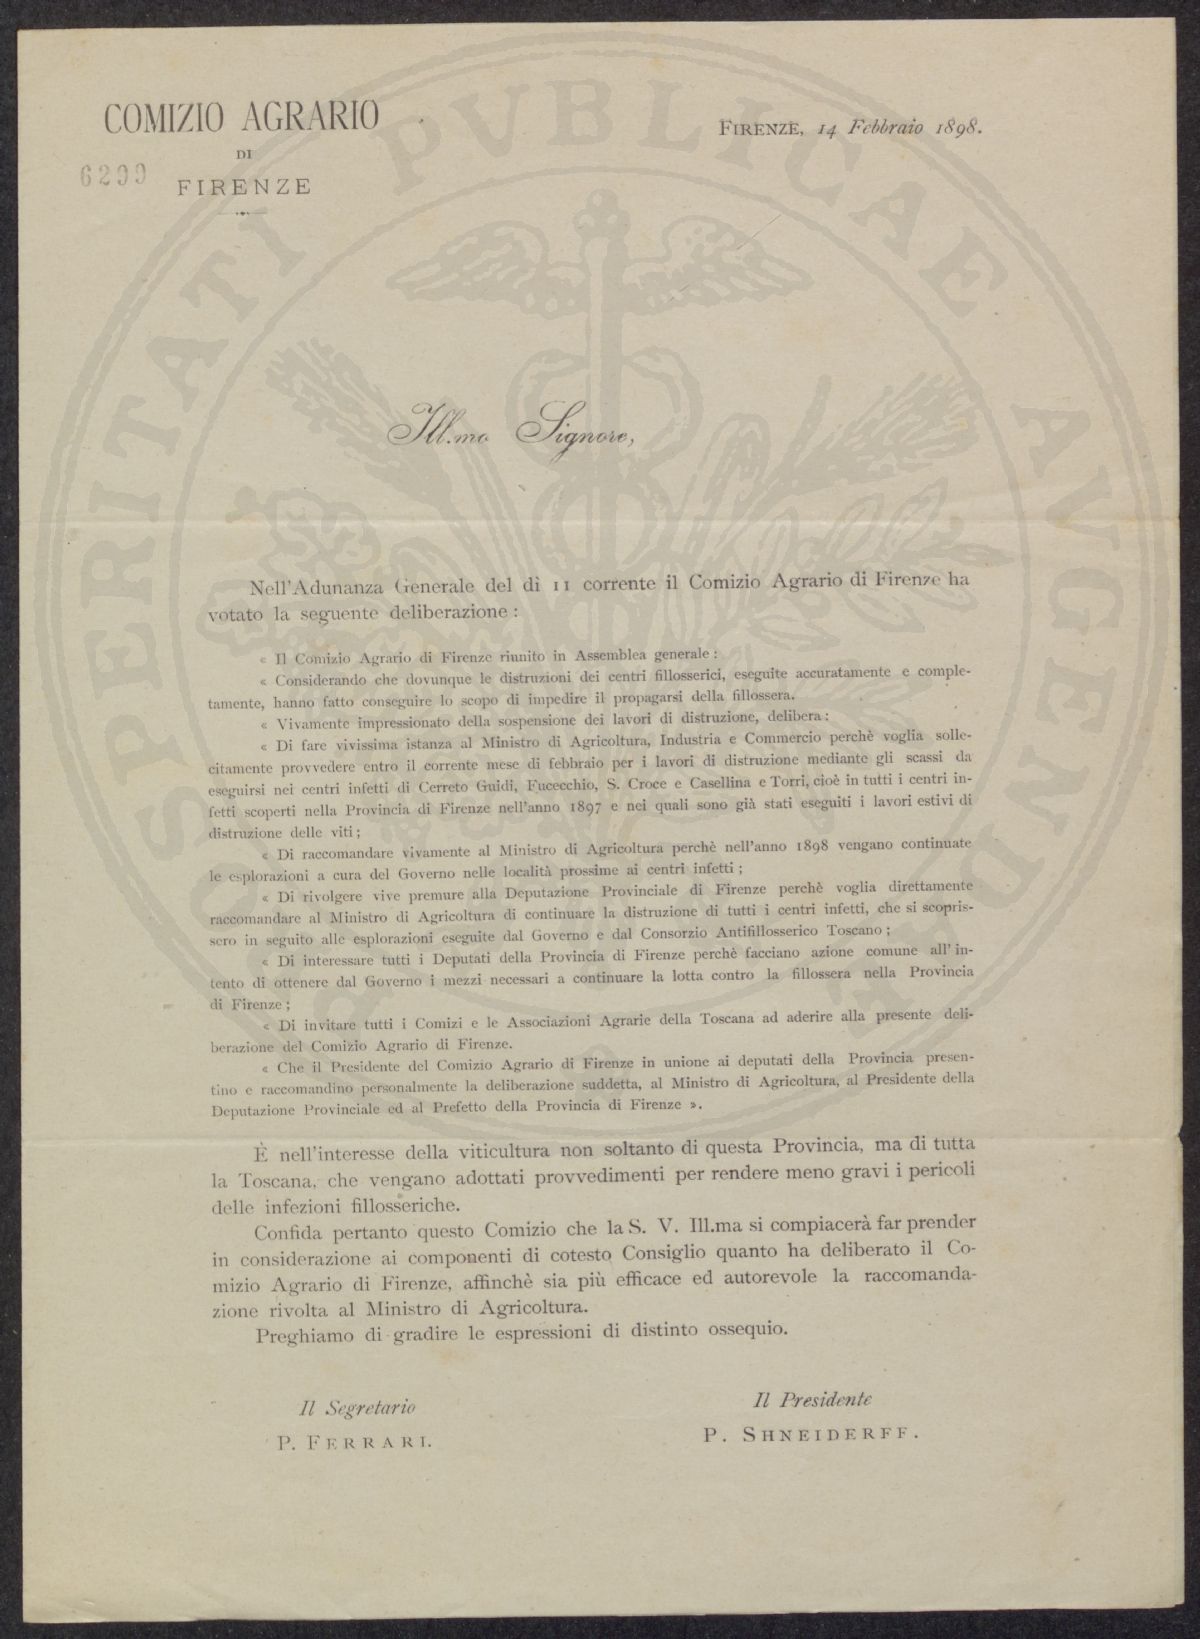 COMIZIO AGRARIO
DI
FIRENZE
6299
FIRENZE, 14 Febbraio 1898.
Ill.mo Signore,
Nell'Adunanza Generale del dì 11 corrente il Comizio Agrario di Firenze ha
votato la seguente deliberazione :
« Il Comizio Agrario di Firenze riunito in Assemblea generale :
« Considerando che dovunque le distruzioni dei centri fillosserici, eseguite accuratamente e comple-
tamente, hanno fatto conseguire lo scopo di impedire il propagarsi della fillossera.
« Vivamente impressionato della sospensione dei lavori di distruzione, delibera :
« Di fare vivissima istanza al Ministro di Agricoltura, Industria e Commercio perchè voglia solle-
citamente provvedere entro il corrente mese di febbraio per i lavori di distruzione mediante gli scassi da
eseguirsi nei centri infetti di Cerreto Guidi, Fucecchio, S. Croce e Casellina e Torri, cioè in tutti i centri in-
fetti scoperti nella Provincia di Firenze nell'anno 1897 e nei quali sono già stati eseguiti i lavori estivi di
distruzione delle viti ;
« Di raccomandare vivamente al Ministro di Agricoltura perchè nell'anno 1898 vengano continuate
le esplorazioni a cura del Governo nelle località prossime ai centri infetti ;
« Di rivolgere vive premure alla Deputazione Provinciale di Firenze perchè voglia direttamente
raccomandare al Ministro di Agricoltura di continuare la distruzione di tutti i centri infetti, che si scopris-
sero in seguito alle esplorazioni eseguite dal Governo e dal Consorzio Antifillosserico Toscano ;
« Di interessare tutti i Deputati della Provincia di Firenze perchè facciano azione comune all'in-
tento di ottenere dal Governo i mezzi necessari a continuare la lotta contro la fillossera nella Provincia
di Firenze ;
« Di invitare tutti i Comizi e le Associazioni Agrarie della Toscana ad aderire alla presente deli-
berazione del Comizio Agrario di Firenze.
« Che il Presidente del Comizio Agrario di Firenze in unione ai deputati della Provincia presen-
tino e raccomandino personalmente la deliberazione suddetta, al Ministro di Agricoltura, al Presidente della
Deputazione Provinciale ed al Prefetto della Provincia di Firenze ».
È nell'interesse della viticultura non soltanto di questa Provincia, ma di tutta
la Toscana, che vengano adottati provvedimenti per rendere meno gravi i pericoli
delle infezioni fillosseriche.
Confida pertanto questo Comizio che la S. V. Ill.ma si compiacerà far prender
in considerazione ai componenti di cotesto Consiglio quanto ha deliberato il Co-
mizio Agrario di Firenze, affinchè sia più efficace ed autorevole la raccomanda-
zione rivolta al Ministro di Agricoltura.
Preghiamo di gradire le espressioni di distinto ossequio.
Il Segretario
P. FERRARI.
Il Presidente
P. SHNEIDERFF.
PROSPERITATI PVBLICAE AVGENDAE